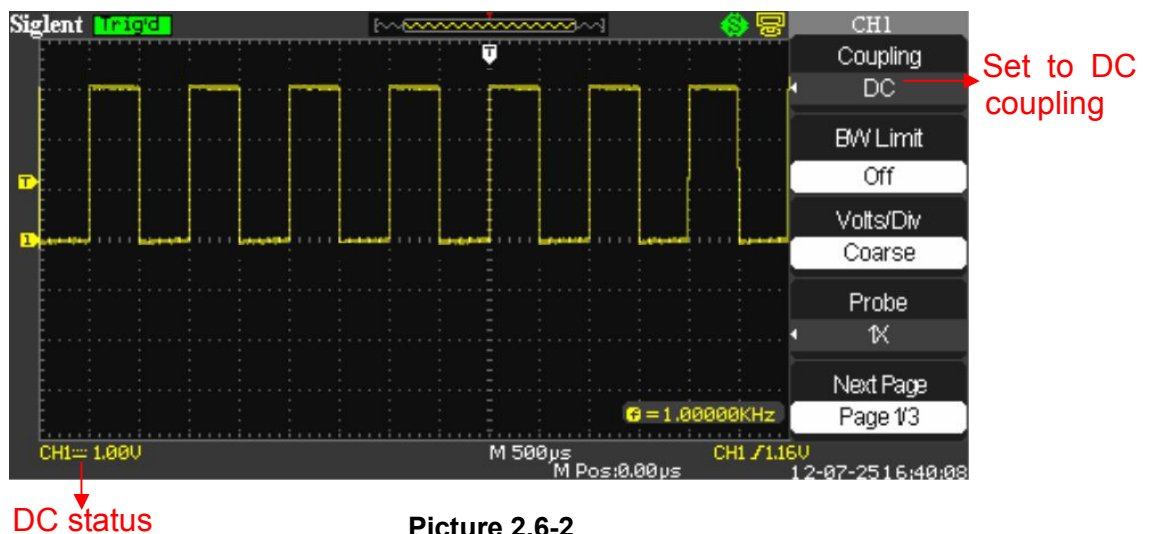 Siglent Trig'd CH1
T
Coupling
DC
Set to DC
coupling
BW Limit
Off
T
Volts/Div
Coarse
1
Probe
1X
Next Page
Page 1/3
f = 1.00000KHz
CH1 1.00V M 500µs CH1 1.16V
M Pos:0.00µs 12-07-25 16:40:08
DC status
Picture 2.6-2